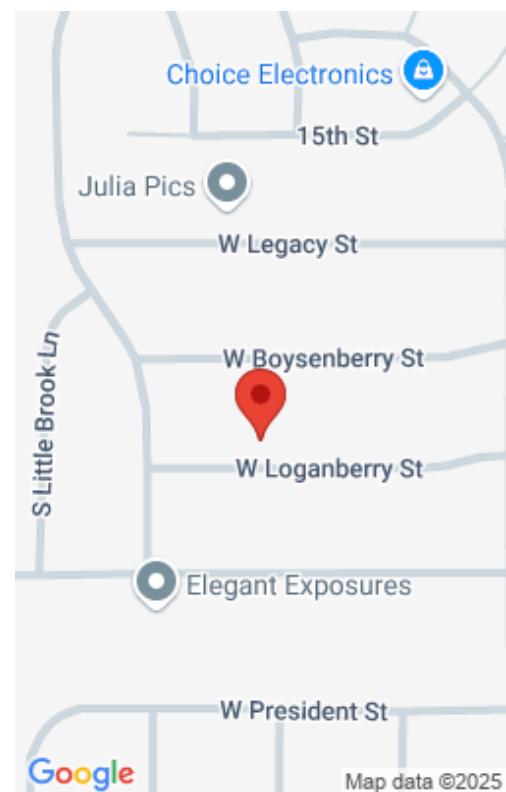 Choice Electronics
15th St
Julia Pics
W Legacy St
W Boysenberry St
S Little Brook Ln
W Loganberry St
Elegant Exposures
W President St
Google
Map data ©2025